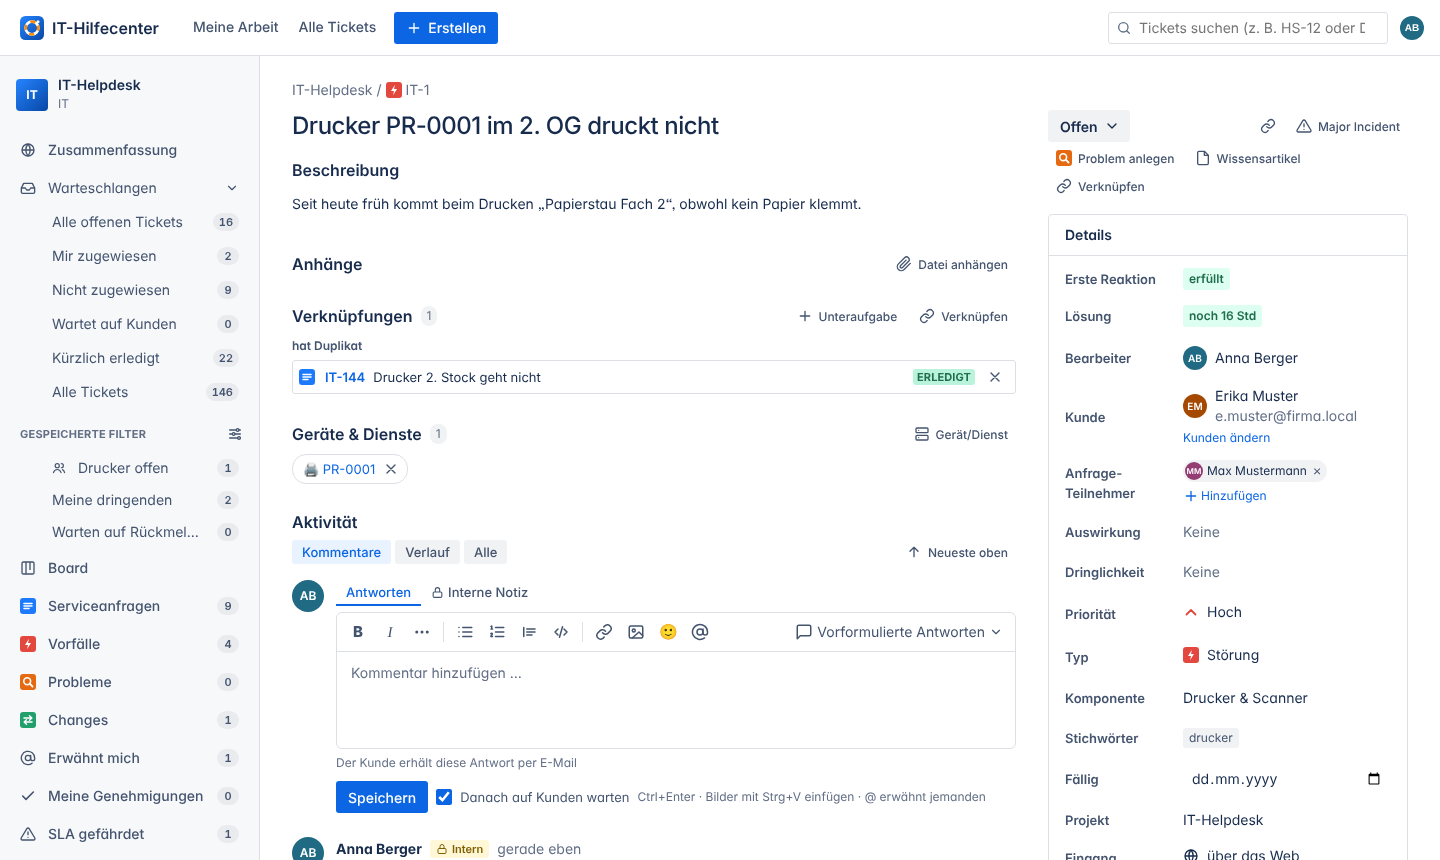 IT-Hilfecenter
Meine Arbeit
Alle Tickets
Erstellen
Tickets suchen (z. B. HS-12 oder D
AB
IT
IT-Helpdesk
IT
Zusammenfassung
Warteschlangen
Alle offenen Tickets 16
Mir zugewiesen 2
Nicht zugewiesen 9
Wartet auf Kunden 0
Kürzlich erledigt 22
Alle Tickets 146
GESPEICHERTE FILTER
Drucker offen 1
Meine dringenden 2
Warten auf Rückmel... 0
Board
Serviceanfragen 9
Vorfälle 4
Probleme 0
Changes 1
Erwähnt mich 1
Meine Genehmigungen 0
SLA gefährdet 1
IT-Helpdesk / IT-1
Drucker PR-0001 im 2. OG druckt nicht
Beschreibung
Seit heute früh kommt beim Drucken „Papierstau Fach 2“, obwohl kein Papier klemmt.
Anhänge
Datei anhängen
Verknüpfungen 1
Unteraufgabe
Verknüpfen
hat Duplikat
IT-144 Drucker 2. Stock geht nicht ERLEDIGT
Geräte & Dienste 1
Gerät/Dienst
PR-0001
Aktivität
Kommentare Verlauf Alle
Neueste oben
AB
Antworten
Interne Notiz
B I
Vorformulierte Antworten
Kommentar hinzufügen ...
Der Kunde erhält diese Antwort per E-Mail
Speichern
Danach auf Kunden warten
Ctrl+Enter · Bilder mit Strg+V einfügen · @ erwähnt jemanden
AB
Anna Berger Intern gerade eben
Offen
Major Incident
Problem anlegen
Wissensartikel
Verknüpfen
Details
Erste Reaktion erfüllt
Lösung noch 16 Std
Bearbeiter AB Anna Berger
Kunde EM Erika Muster
e.muster@firma.local
Kunden ändern
Anfrage-
Teilnehmer
MM Max Mustermann
Hinzufügen
Auswirkung Keine
Dringlichkeit Keine
Priorität Hoch
Typ Störung
Komponente Drucker & Scanner
Stichwörter drucker
Fällig dd.mm.yyyy
Projekt IT-Helpdesk
Eingang über das Web